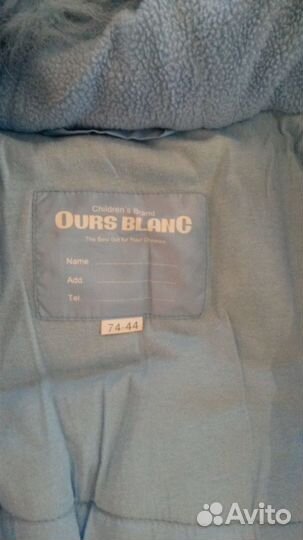 Children's Brand
OURS BLANC
The Best Gift for Your Children
Name
Add.
Tel.
74-44
Avito